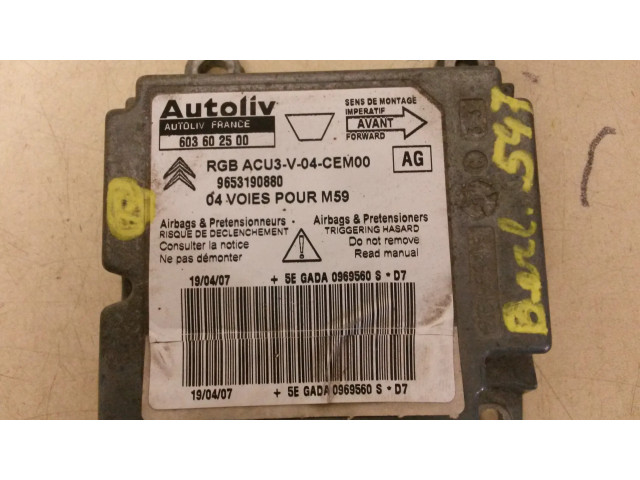 Autoliv
AUTOLIV FRANCE
603 60 25 00
SENS DE MONTAGE
IMPERATIF
AVANT
FORWARD
RGB ACU3-V-04-CEM00
AG
9653190880
04 VOIES POUR M59
Airbags & Pretensionneurs
RISQUE DE DECLENCHEMENT
Consulter la notice
Ne pas démonter
Airbags & Pretensioners
TRIGGERING HASARD
Do not remove
Read manual
19/04/07 + 5E GADA 0969560 S * D7
19/04/07 + 5E GADA 0969560 S * D7
Berl. 547